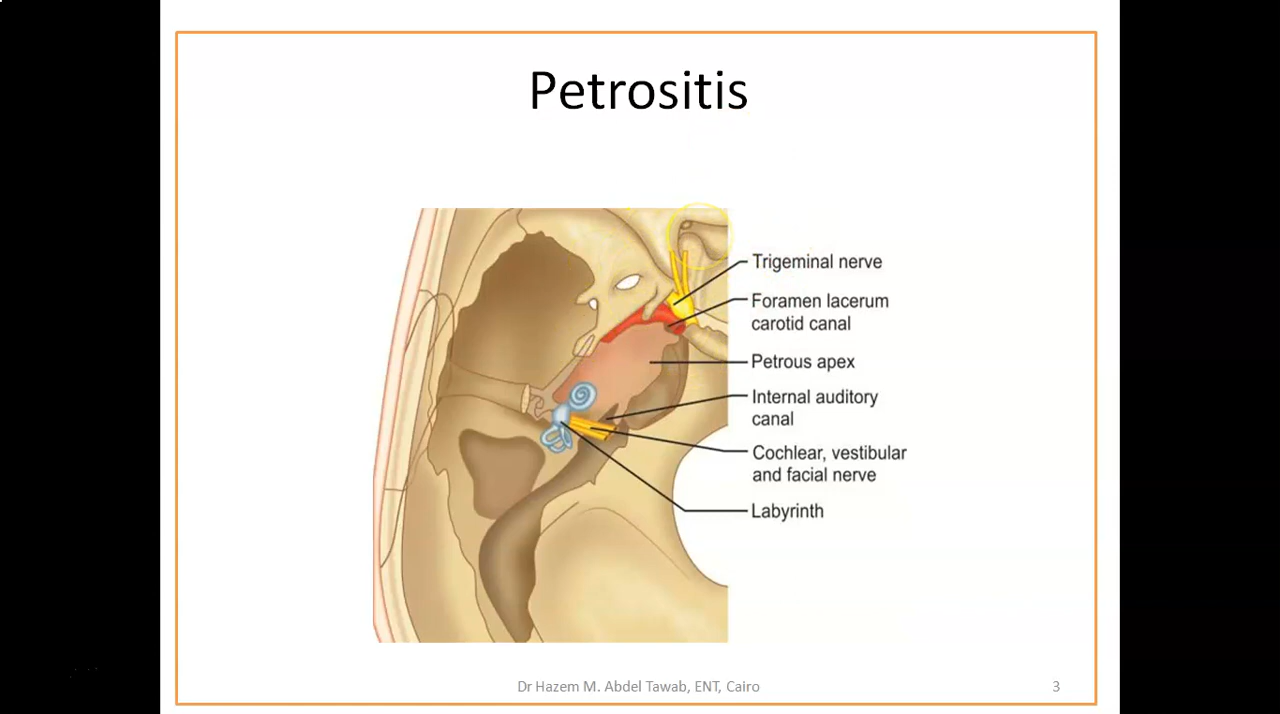 Petrositis
Trigeminal nerve
Foramen lacerum
carotid canal
Petrous apex
Internal auditory
canal
Cochlear, vestibular
and facial nerve
Labyrinth
Dr Hazem M. Abdel Tawab, ENT, Cairo
3